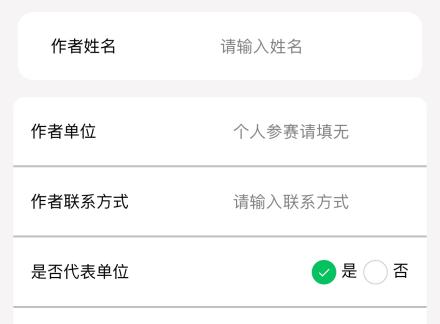 作者姓名 请输入姓名
作者单位 个人参赛请填无
作者联系方式 请输入联系方式
是否代表单位 是 否